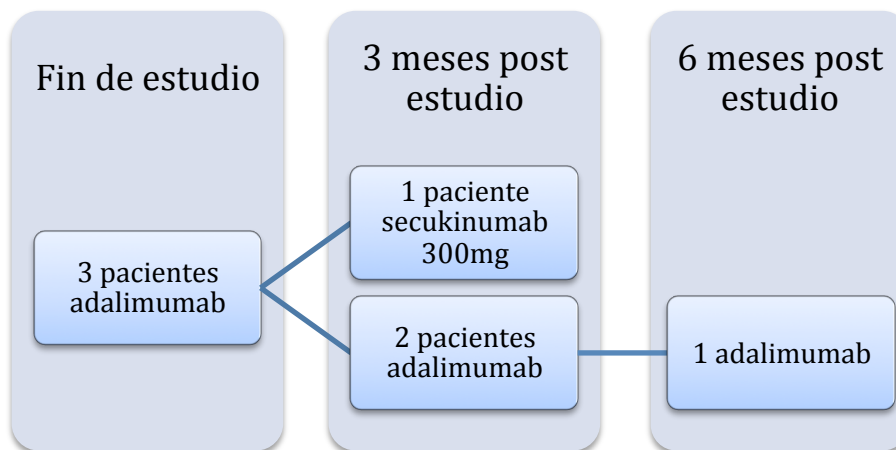 Fin de estudio
3 meses post
estudio
6 meses post
estudio
3 pacientes
adalimumab
1 paciente
secukinumab
300mg
2 pacientes
adalimumab
1 adalimumab